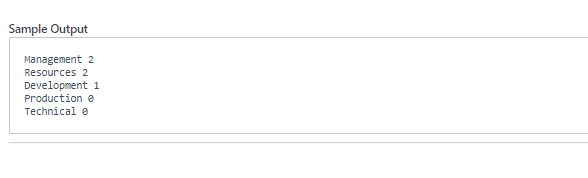 Sample Output
Management 2
Resources 2
Development 1
Production 0
Technical 0